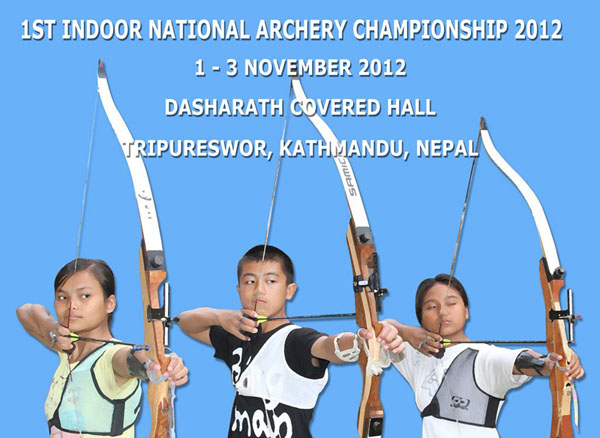 1ST INDOOR NATIONAL ARCHERY CHAMPIONSHIP 2012
1 - 3 NOVEMBER 2012
DASHARATH COVERED HALL
TRIPURESWOR, KATHMANDU, NEPAL
SAMICK